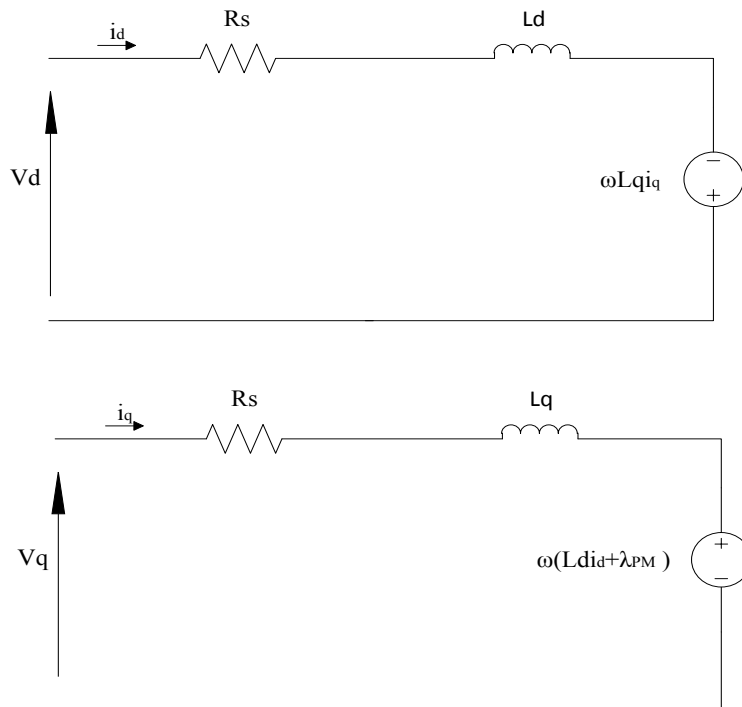 id Rs Ld
−
Vd ωLqiq
+
iq Rs Lq
+
Vq ω(Ldid+λPM )
−